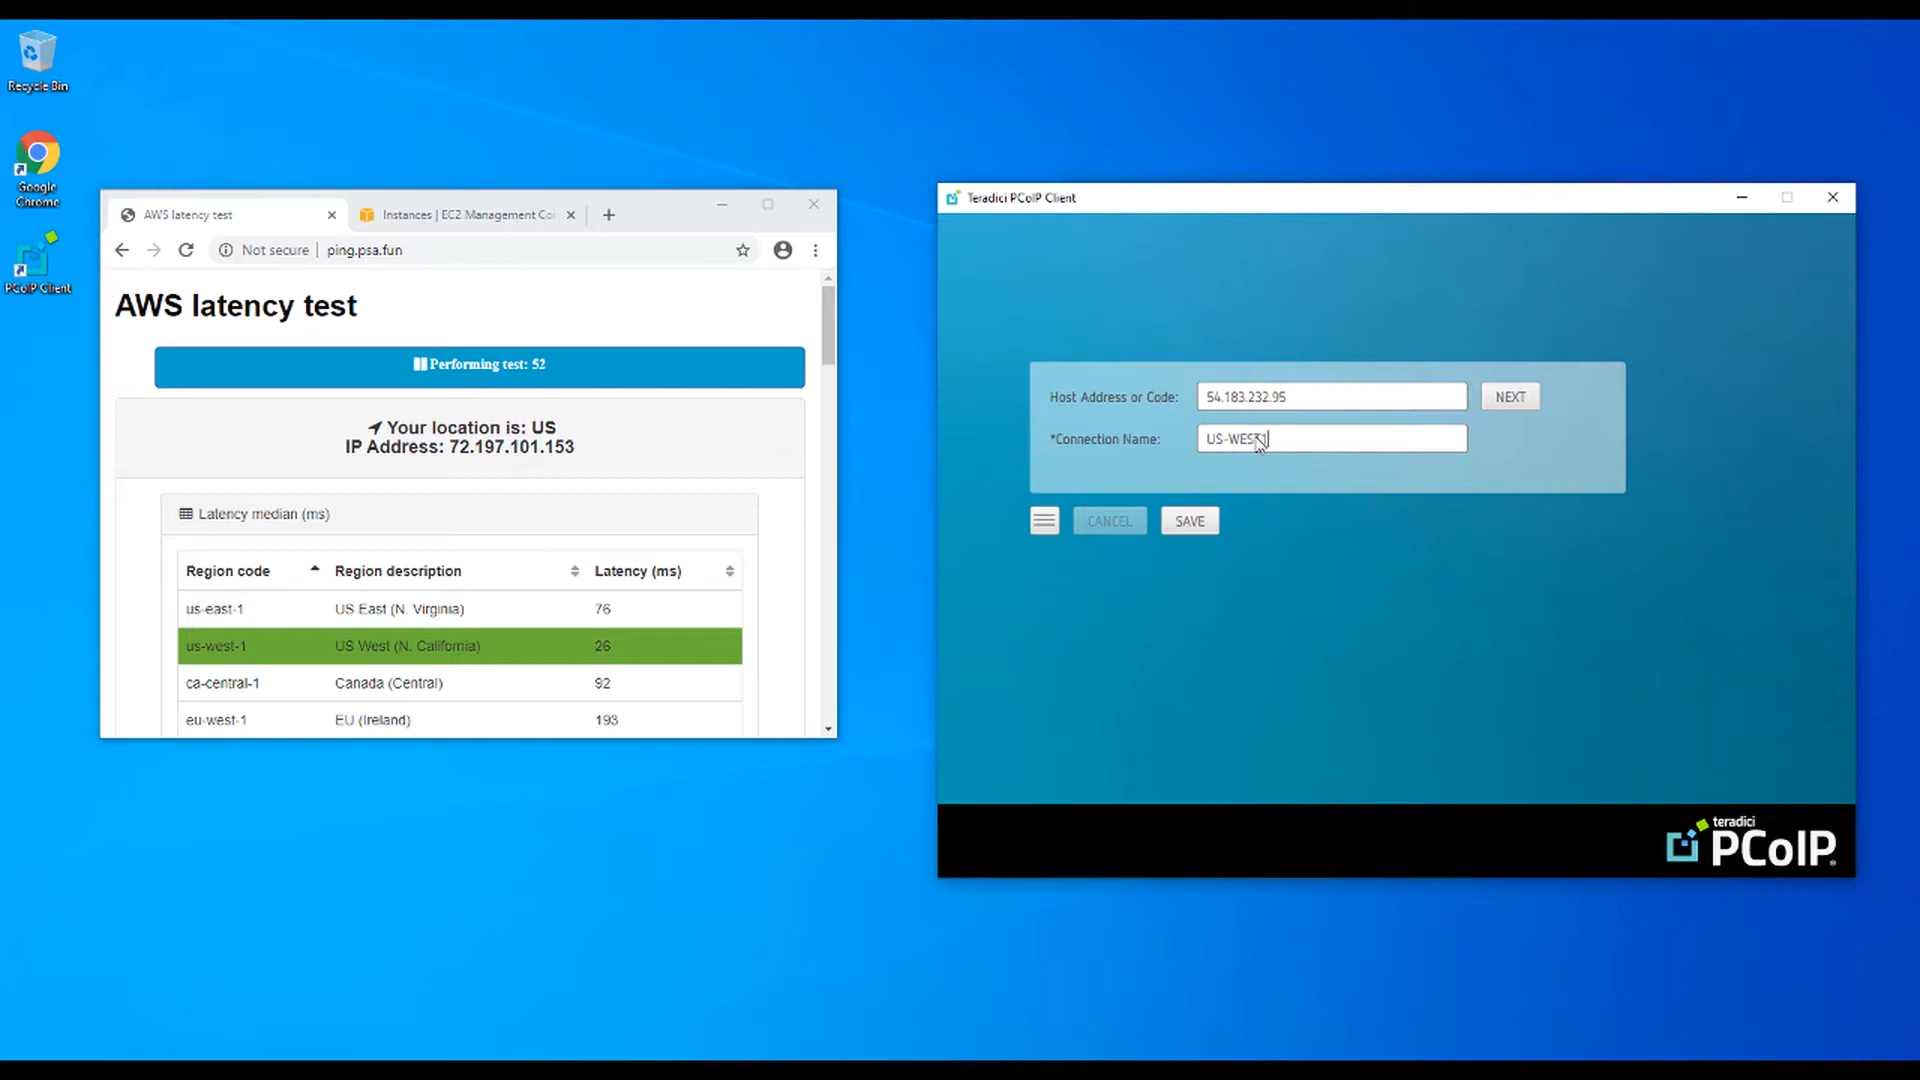 Recycle Bin
Google
Chrome
PCoIP Client
AWS latency test
Instances | EC2 Management Co
Not secure
ping.psa.fun
AWS latency test
Performing test: 52
Your location is: US
IP Address: 72.197.101.153
Latency median (ms)
Region code Region description Latency (ms)
us-east-1 US East (N. Virginia) 76
us-west-1 US West (N. California) 26
ca-central-1 Canada (Central) 92
eu-west-1 EU (Ireland) 193
Teradici PCoIP Client
Host Address or Code: 54.183.232.95 NEXT
*Connection Name: US-WEST1
CANCEL SAVE
teradici
PCoIP®